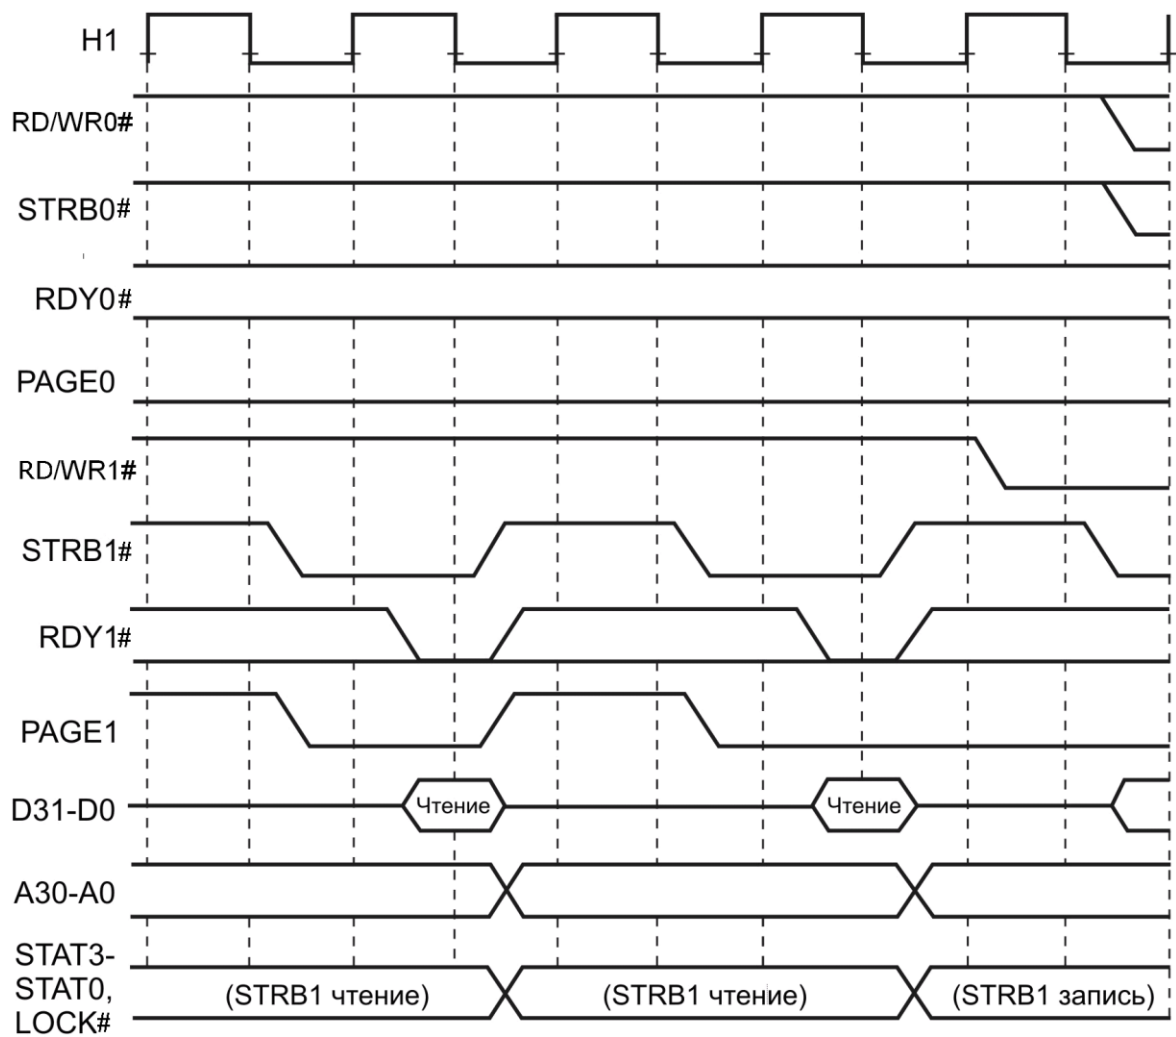 H1
RD/WR0#
STRB0#
RDY0#
PAGE0
RD/WR1#
STRB1#
RDY1#
PAGE1
D31-D0
Чтение
Чтение
A30-A0
STAT3-
STAT0,
LOCK#
(STRB1 чтение)
(STRB1 чтение)
(STRB1 запись)